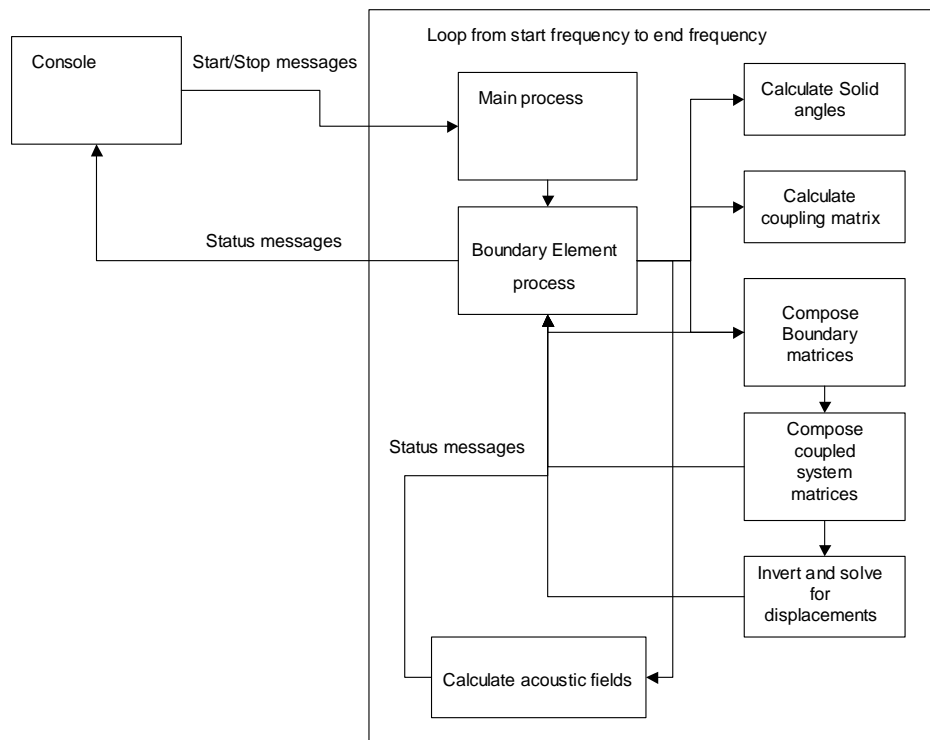 Loop from start frequency to end frequency
Console
Start/Stop messages
Main process
Calculate Solid
angles
Calculate
coupling matrix
Status messages
Boundary Element
process
Compose
Boundary
matrices
Status messages
Compose
coupled
system
matrices
Invert and solve
for
displacements
Calculate acoustic fields